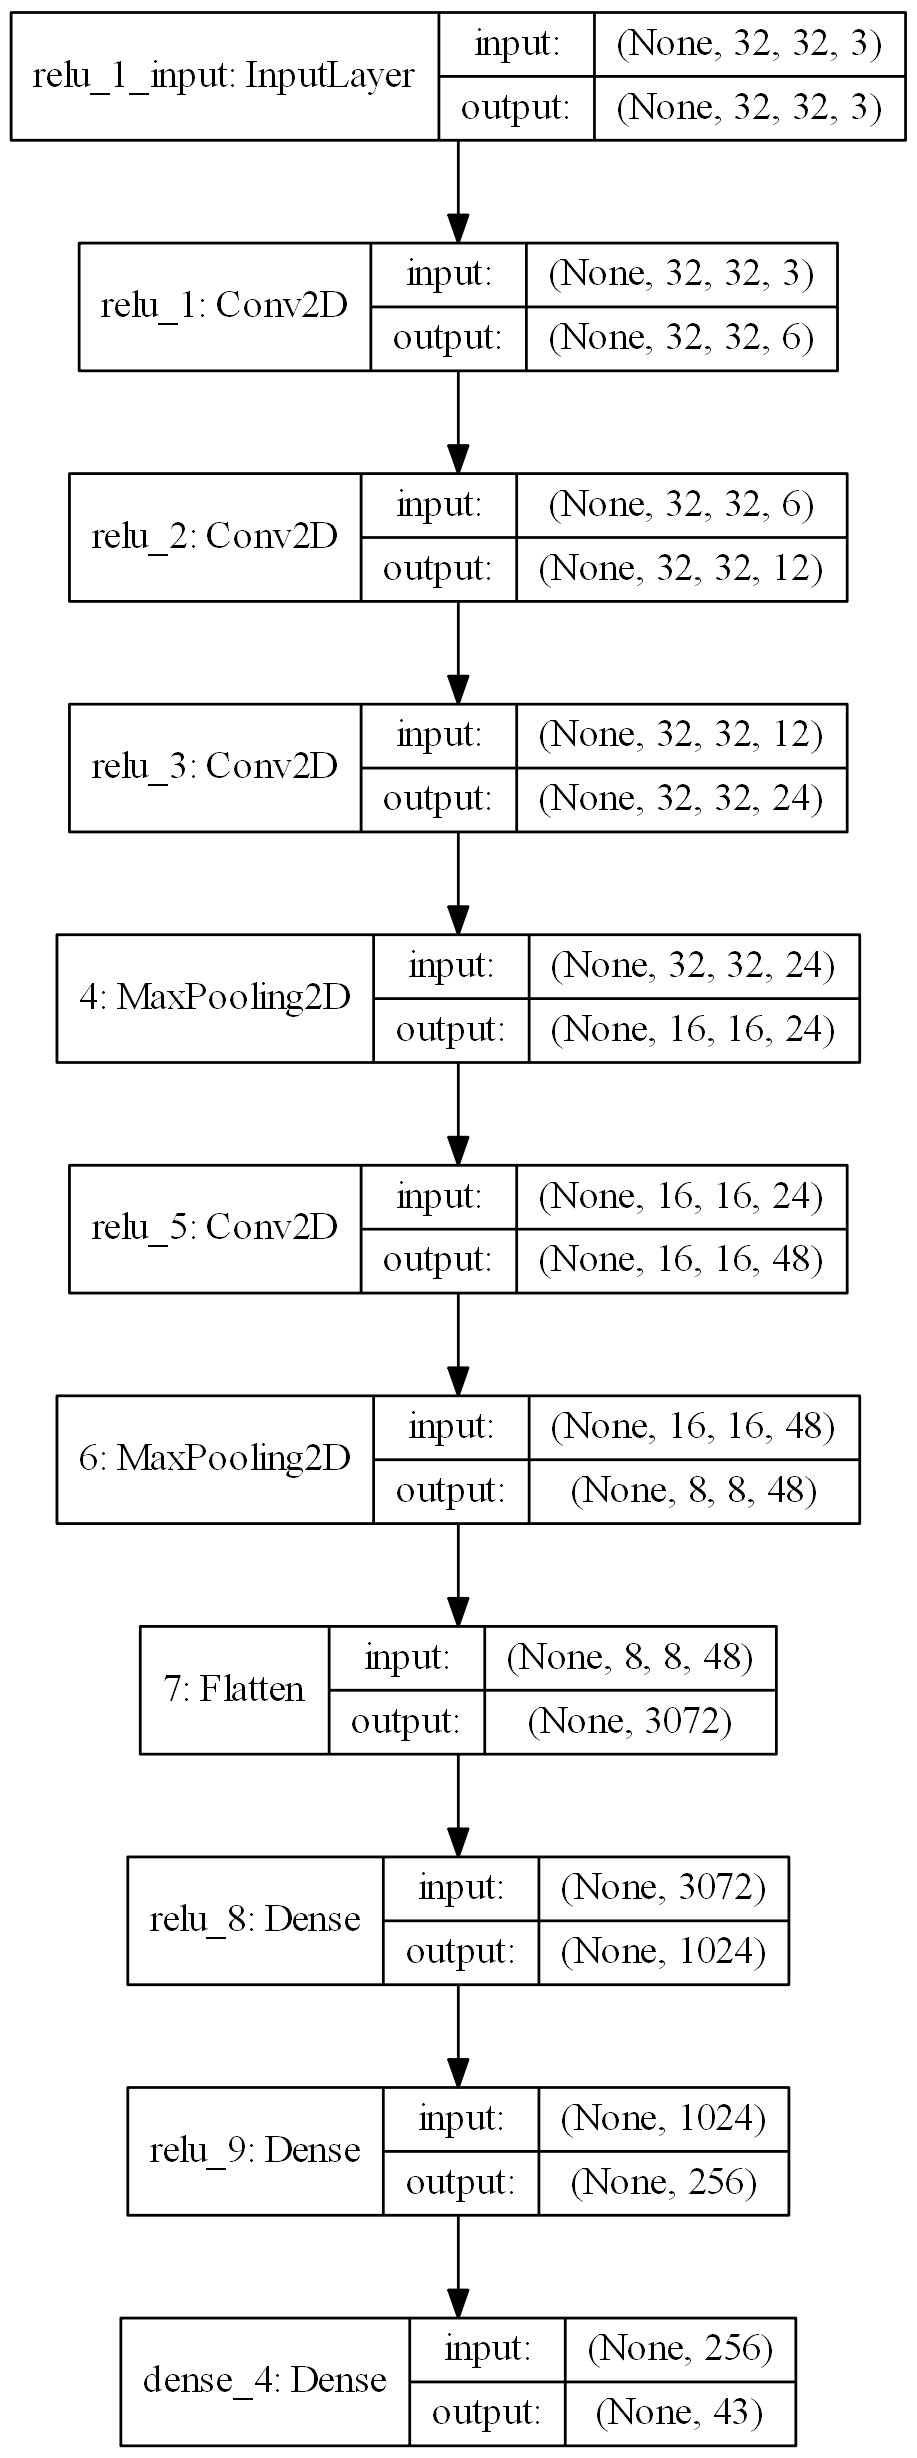 relu_1_input: InputLayer
input:
(None, 32, 32, 3)
output:
(None, 32, 32, 3)
relu_1: Conv2D
input:
(None, 32, 32, 3)
output:
(None, 32, 32, 6)
relu_2: Conv2D
input:
(None, 32, 32, 6)
output:
(None, 32, 32, 12)
relu_3: Conv2D
input:
(None, 32, 32, 12)
output:
(None, 32, 32, 24)
4: MaxPooling2D
input:
(None, 32, 32, 24)
output:
(None, 16, 16, 24)
relu_5: Conv2D
input:
(None, 16, 16, 24)
output:
(None, 16, 16, 48)
6: MaxPooling2D
input:
(None, 16, 16, 48)
output:
(None, 8, 8, 48)
7: Flatten
input:
(None, 8, 8, 48)
output:
(None, 3072)
relu_8: Dense
input:
(None, 3072)
output:
(None, 1024)
relu_9: Dense
input:
(None, 1024)
output:
(None, 256)
dense_4: Dense
input:
(None, 256)
output:
(None, 43)